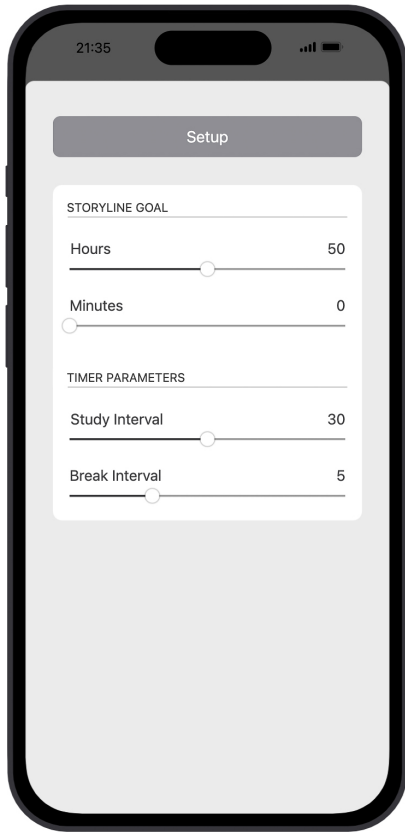 21:35
Setup
STORYLINE GOAL
Hours 50
Minutes 0
TIMER PARAMETERS
Study Interval 30
Break Interval 5